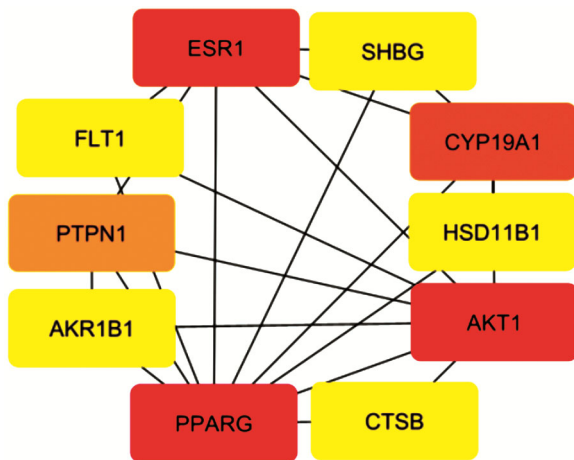 ESR1
SHBG
FLT1
CYP19A1
PTPN1
HSD11B1
AKR1B1
AKT1
PPARG
CTSB